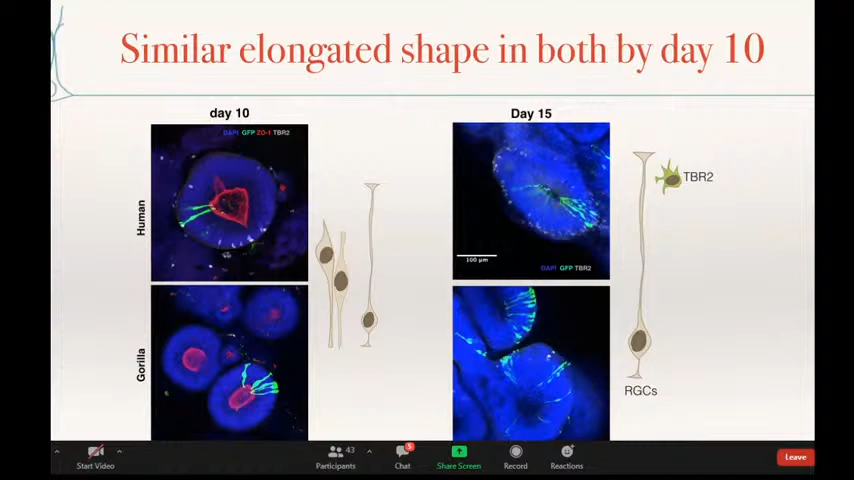 Similar elongated shape in both by day 10
day 10
Day 15
DAPI GFP ZO-1 TBR2
Human
TBR2
100 µm
DAPI GFP TBR2
Gorilla
RGCs
Start Video
43
Participants
5
Chat
Share Screen
Record
Reactions
Leave